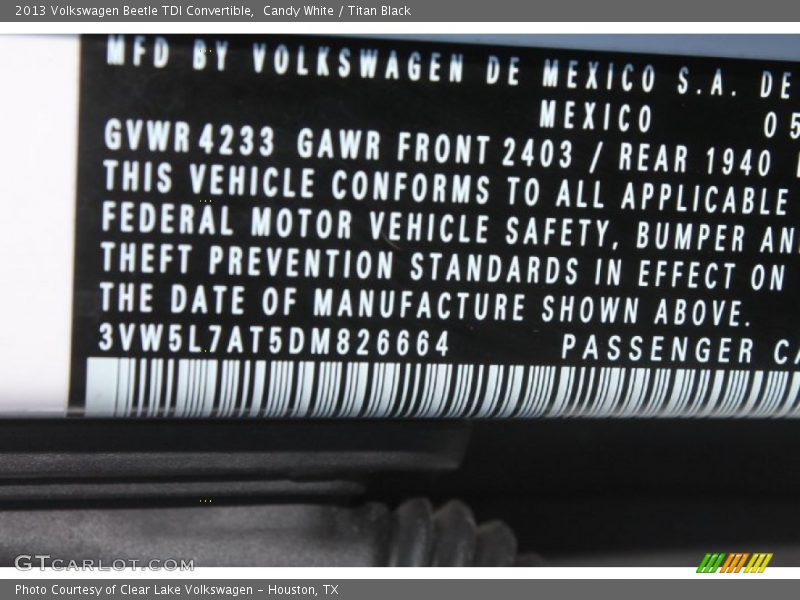 2013 Volkswagen Beetle TDI Convertible, Candy White / Titan Black
MFD BY VOLKSWAGEN DE MEXICO S.A. DE
MEXICO 05
GVWR 4233 GAWR FRONT 2403 / REAR 1940
THIS VEHICLE CONFORMS TO ALL APPLICABLE
FEDERAL MOTOR VEHICLE SAFETY, BUMPER AN
THEFT PREVENTION STANDARDS IN EFFECT ON
THE DATE OF MANUFACTURE SHOWN ABOVE.
3VW5L7AT5DM826664 PASSENGER CA
GTCARLOT.COM
Photo Courtesy of Clear Lake Volkswagen – Houston, TX